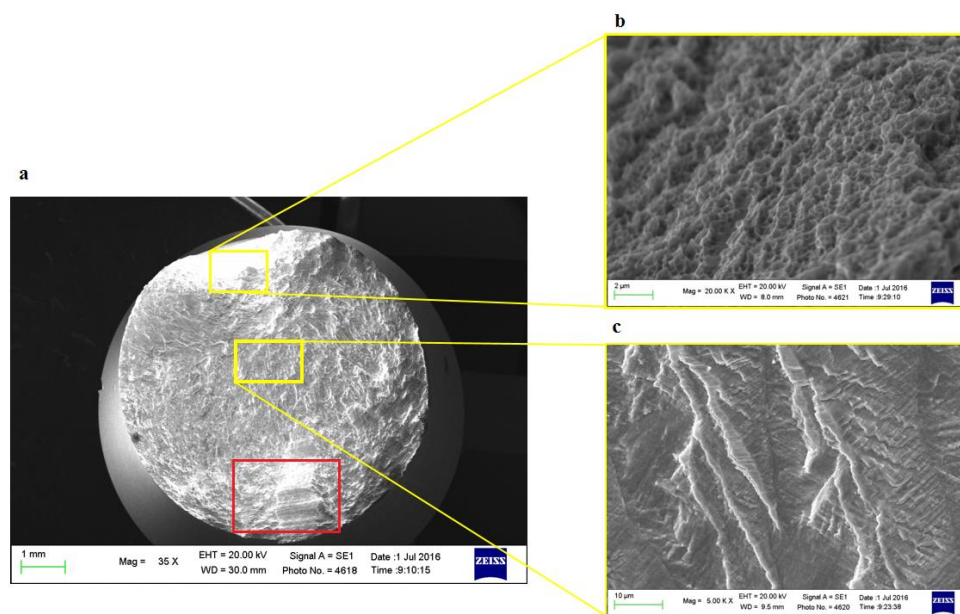 b
2 µm
Mag = 20.00 K X
EHT = 20.00 kV
WD = 8.0 mm
Signal A = SE1
Photo No. = 4621
Date :1 Jul 2016
Time :9:29:10
ZEISS
a
1 mm
Mag = 35 X
EHT = 20.00 kV
WD = 30.0 mm
Signal A = SE1
Photo No. = 4618
Date :1 Jul 2016
Time :9:10:15
ZEISS
c
10 µm
Mag = 5.00 K X
EHT = 20.00 kV
WD = 9.5 mm
Signal A = SE1
Photo No. = 4620
Date :1 Jul 2016
Time :9:23:38
ZEISS